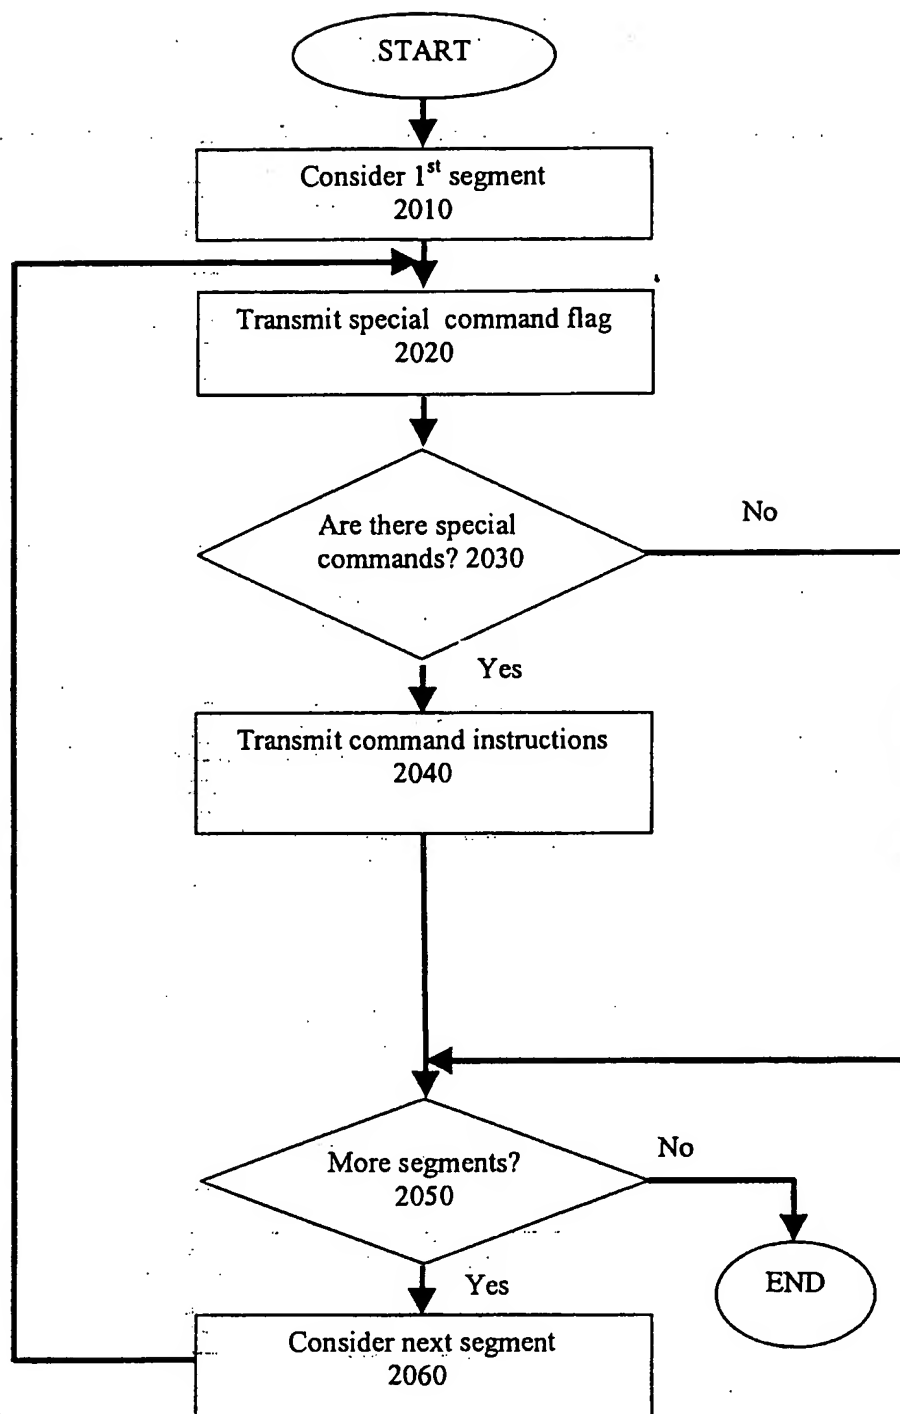 START
Consider 1st segment
2010
Transmit special command flag
2020
Are there special
commands? 2030
No
Yes
Transmit command instructions
2040
More segments?
2050
No
Yes
END
Consider next segment
2060